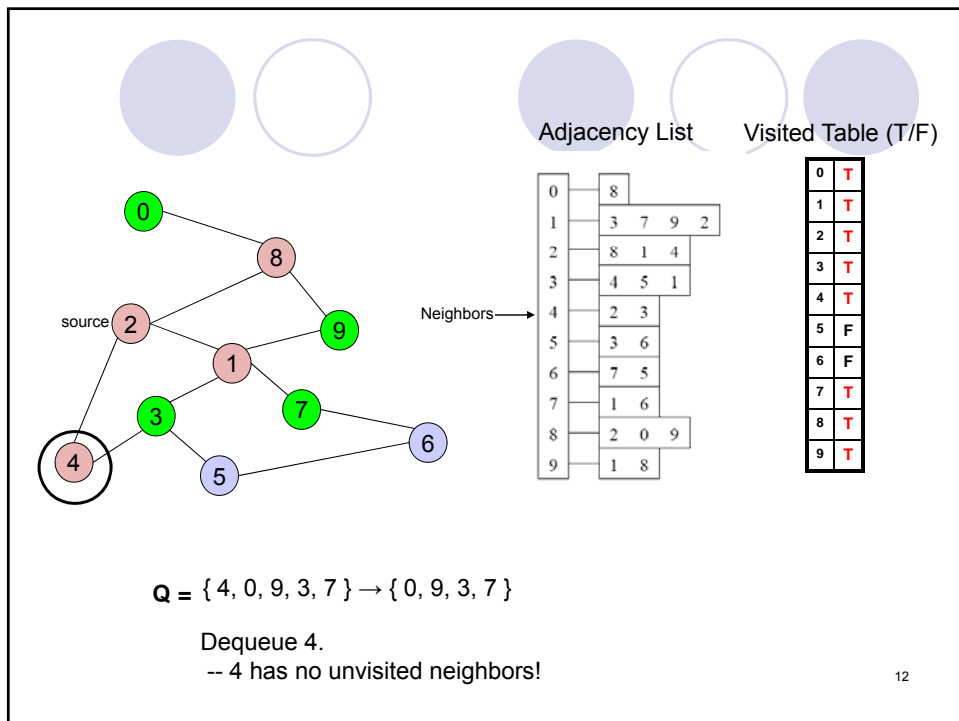 Adjacency List
Visited Table (T/F)
0
8
2
source
9
1
3
7
6
4
5
Neighbors
0 8
1 3 7 9 2
2 8 1 4
3 4 5 1
4 2 3
5 3 6
6 7 5
7 1 6
8 2 0 9
9 1 8
0 T
1 T
2 T
3 T
4 T
5 F
6 F
7 T
8 T
9 T
Q = { 4, 0, 9, 3, 7 } → { 0, 9, 3, 7 }
Dequeue 4.
-- 4 has no unvisited neighbors!
12